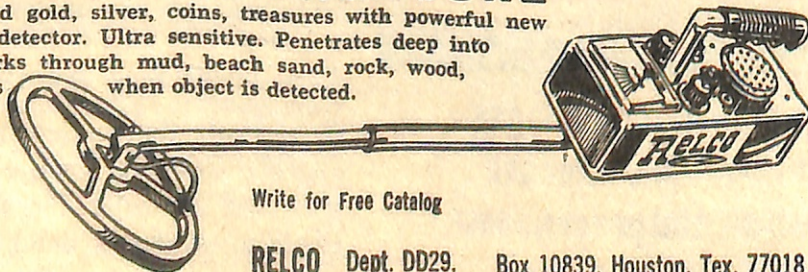 d gold, silver, coins, treasures with powerful new
detector. Ultra sensitive. Penetrates deep into
rks through mud, beach sand, rock, wood,
s when object is detected.
RELCO
Write for Free Catalog
RELCO Dept. DD29, Box 10839, Houston, Tex. 77018